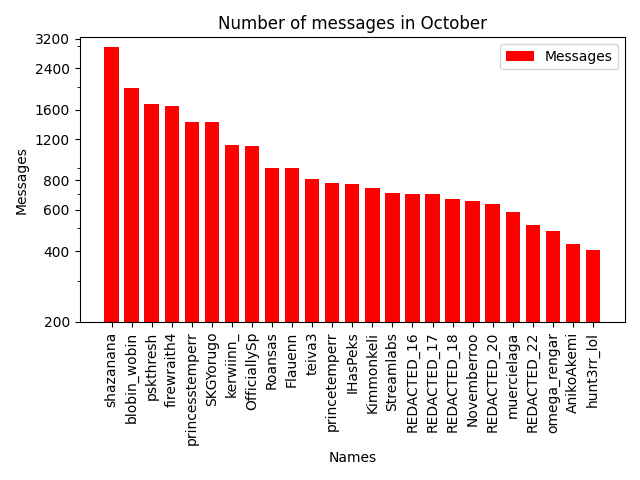 Number of messages in October
Messages
3200
2400
1600
1200
800
600
400
200
Messages
shazanana
blobin_wobin
pskthresh
firewraith4
princesstemperr
SKGYorugo
kerwiinn_
OfficiallySp
Roansas
Flauenn
teiva3
princetemperr
IHasPeks
Kimmonkeli
Streamlabs
REDACTED_16
REDACTED_17
REDACTED_18
Novemberroo
REDACTED_20
muercielaga
REDACTED_22
omega_rengar
AnikoAkemi
hunt3rr_lol
Names